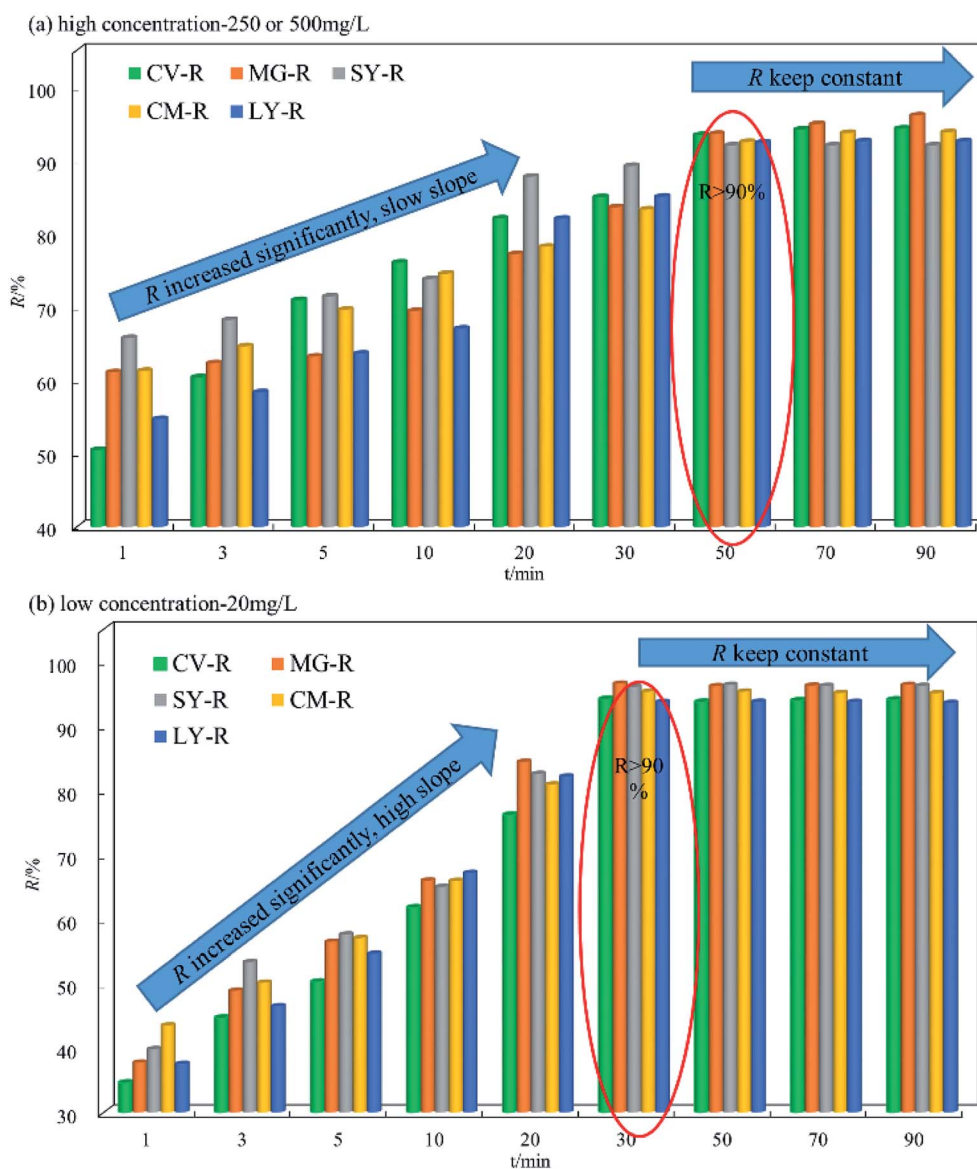 (a) high concentration-250 or 500mg/L
CV-R MG-R SY-R
CM-R LY-R
R keep constant
R increased significantly, slow slope
R>90%
R/%
100
90
80
70
60
50
40
1 3 5 10 20 30 50 70 90
t/min
(b) low concentration-20mg/L
CV-R MG-R
SY-R CM-R
LY-R
R keep constant
R increased significantly, high slope
R>90
%
R/%
100
90
80
70
60
50
40
30
1 3 5 10 20 30 50 70 90
t/min